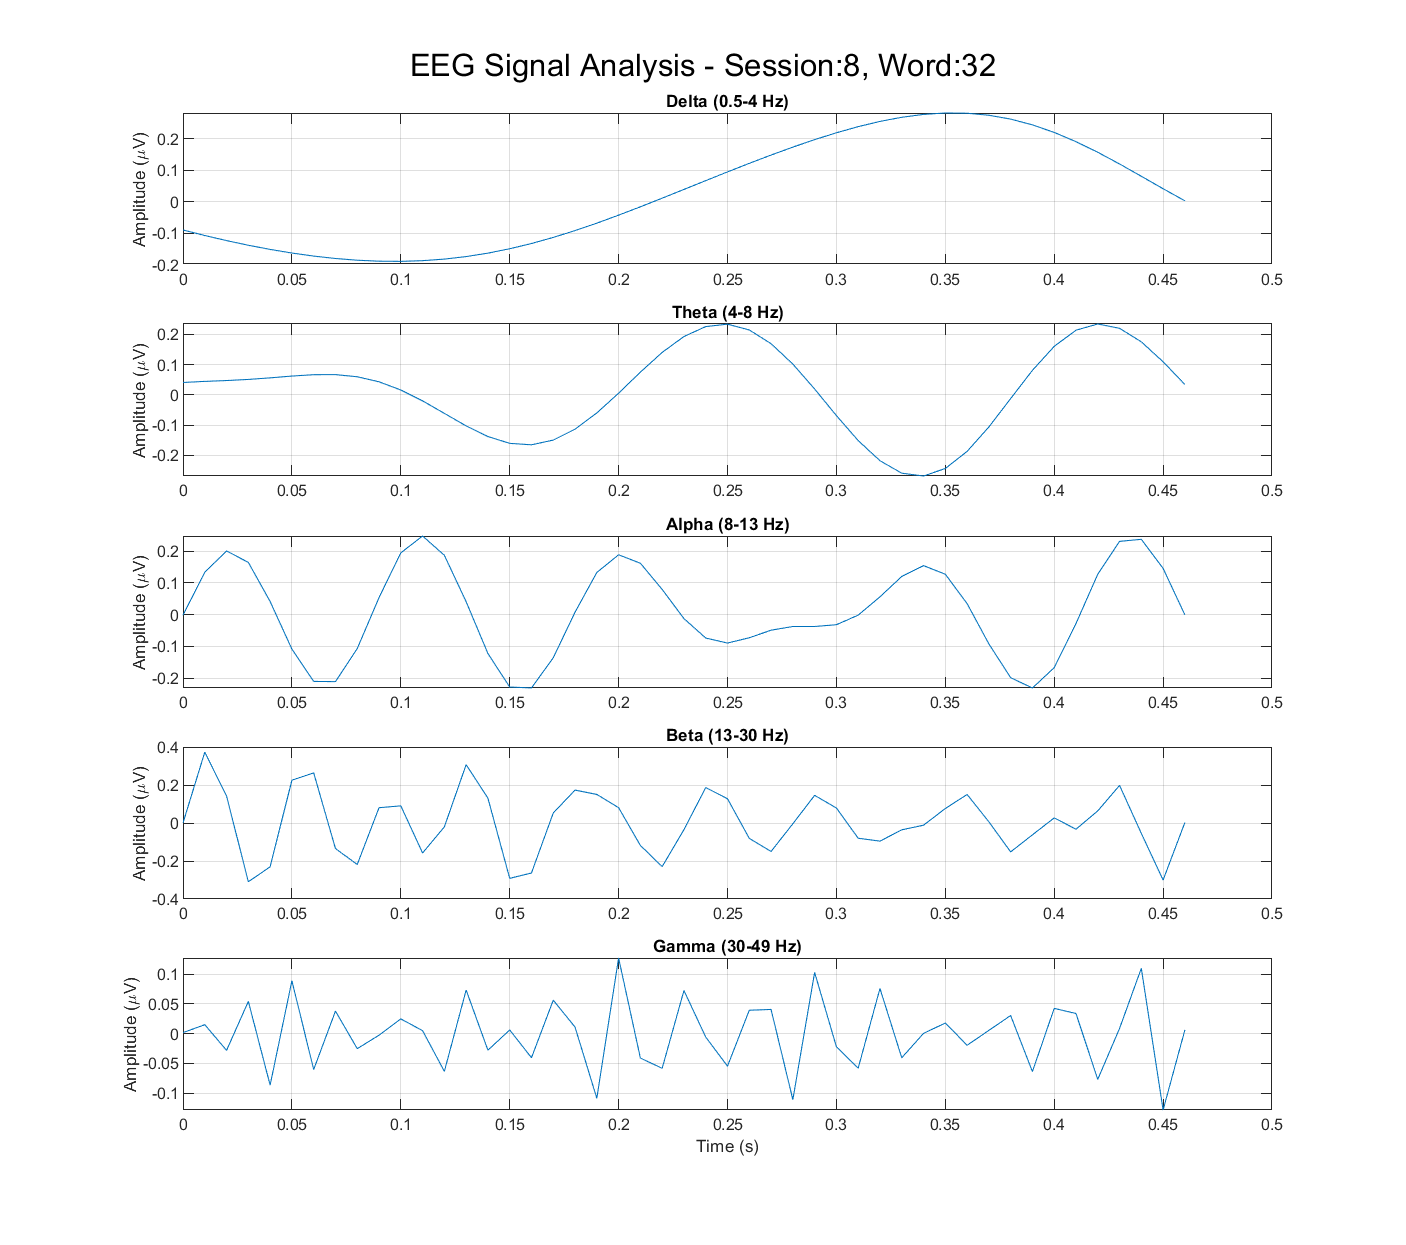 EEG Signal Analysis - Session:8, Word:32
Delta (0.5-4 Hz)
Amplitude (μV)
0.2
0.1
0
-0.1
-0.2
0 0.05 0.1 0.15 0.2 0.25 0.3 0.35 0.4 0.45 0.5
Theta (4-8 Hz)
Amplitude (μV)
0.2
0.1
0
-0.1
-0.2
0 0.05 0.1 0.15 0.2 0.25 0.3 0.35 0.4 0.45 0.5
Alpha (8-13 Hz)
Amplitude (μV)
0.2
0.1
0
-0.1
-0.2
0 0.05 0.1 0.15 0.2 0.25 0.3 0.35 0.4 0.45 0.5
Beta (13-30 Hz)
Amplitude (μV)
0.4
0.2
0
-0.2
-0.4
0 0.05 0.1 0.15 0.2 0.25 0.3 0.35 0.4 0.45 0.5
Gamma (30-49 Hz)
Amplitude (μV)
0.1
0.05
0
-0.05
-0.1
0 0.05 0.1 0.15 0.2 0.25 0.3 0.35 0.4 0.45 0.5
Time (s)